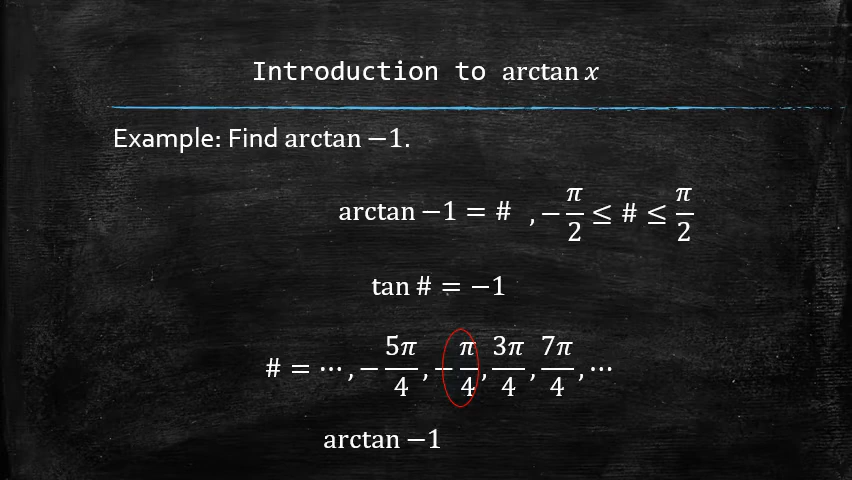 Introduction to arctan x
Example: Find arctan −1.
arctan −1 = # , −π/2 ≤ # ≤ π/2
tan # = −1
# = ⋯ , −5π/4 , −π/4 , 3π/4 , 7π/4 , ⋯
arctan −1